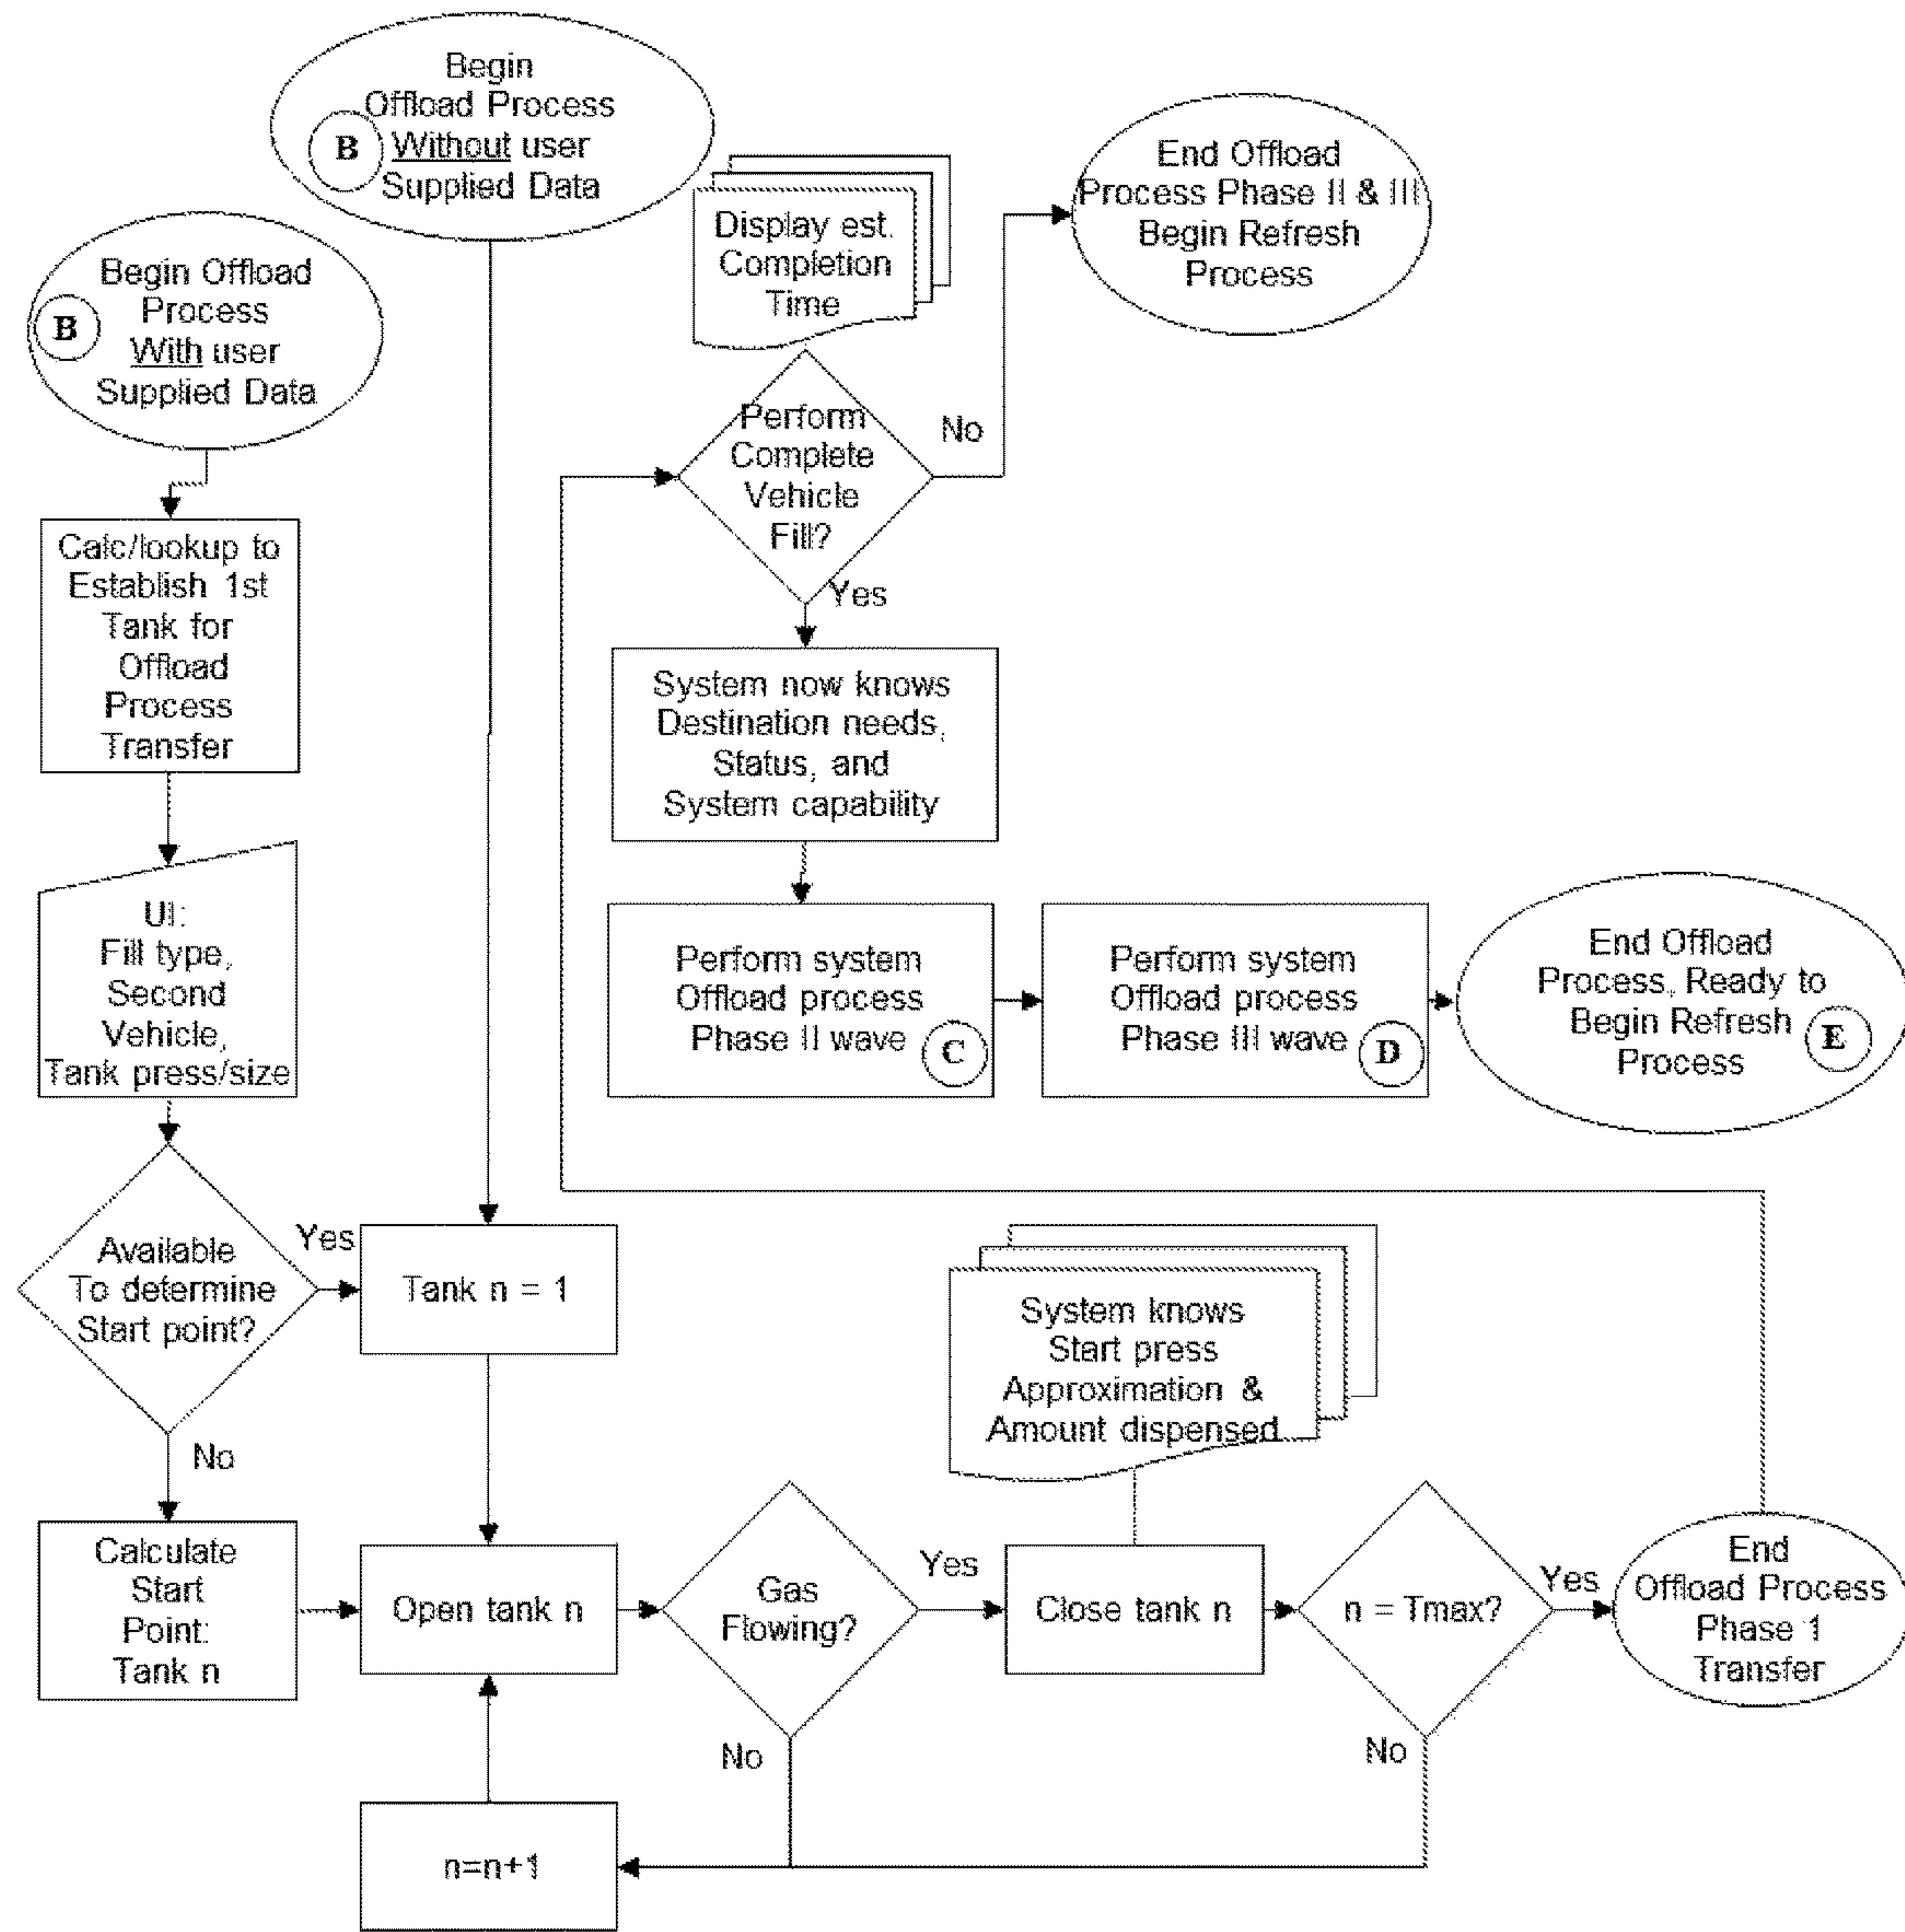 Begin
Offload Process
B
Without user
Supplied Data
Begin Offload
Process
B
With user
Supplied Data
Display est.
Completion
Time
End Offload
Process Phase II & III
Begin Refresh
Process
Perform
Complete
Vehicle
Fill?
No
Yes
Calc/lookup to
Establish 1st
Tank for
Offload
Process
Transfer
System now knows
Destination needs,
Status, and
System capability
UI:
Fill type,
Second
Vehicle,
Tank press/size
Perform system
Offload process
Phase II wave
C
Perform system
Offload process
Phase III wave
D
End Offload
Process, Ready to
Begin Refresh
E
Process
Available
To determine
Start point?
Yes
No
Tank n = 1
System knows
Start press
Approximation &
Amount dispensed
Calculate
Start
Point:
Tank n
Open tank n
Gas
Flowing?
Yes
No
Close tank n
n = Tmax?
Yes
No
End
Offload Process
Phase 1
Transfer
n=n+1